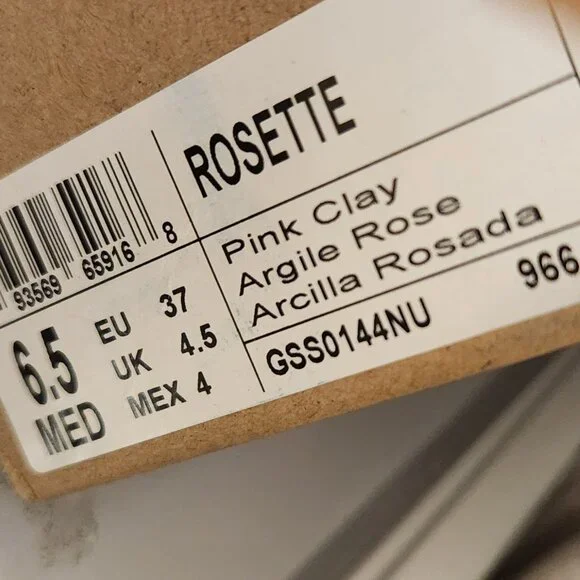 ROSETTE
93569 65916 8
Pink Clay
Argile Rose
Arcilla Rosada
6.5
MED
EU 37
UK 4.5
MEX 4
GSS0144NU
966